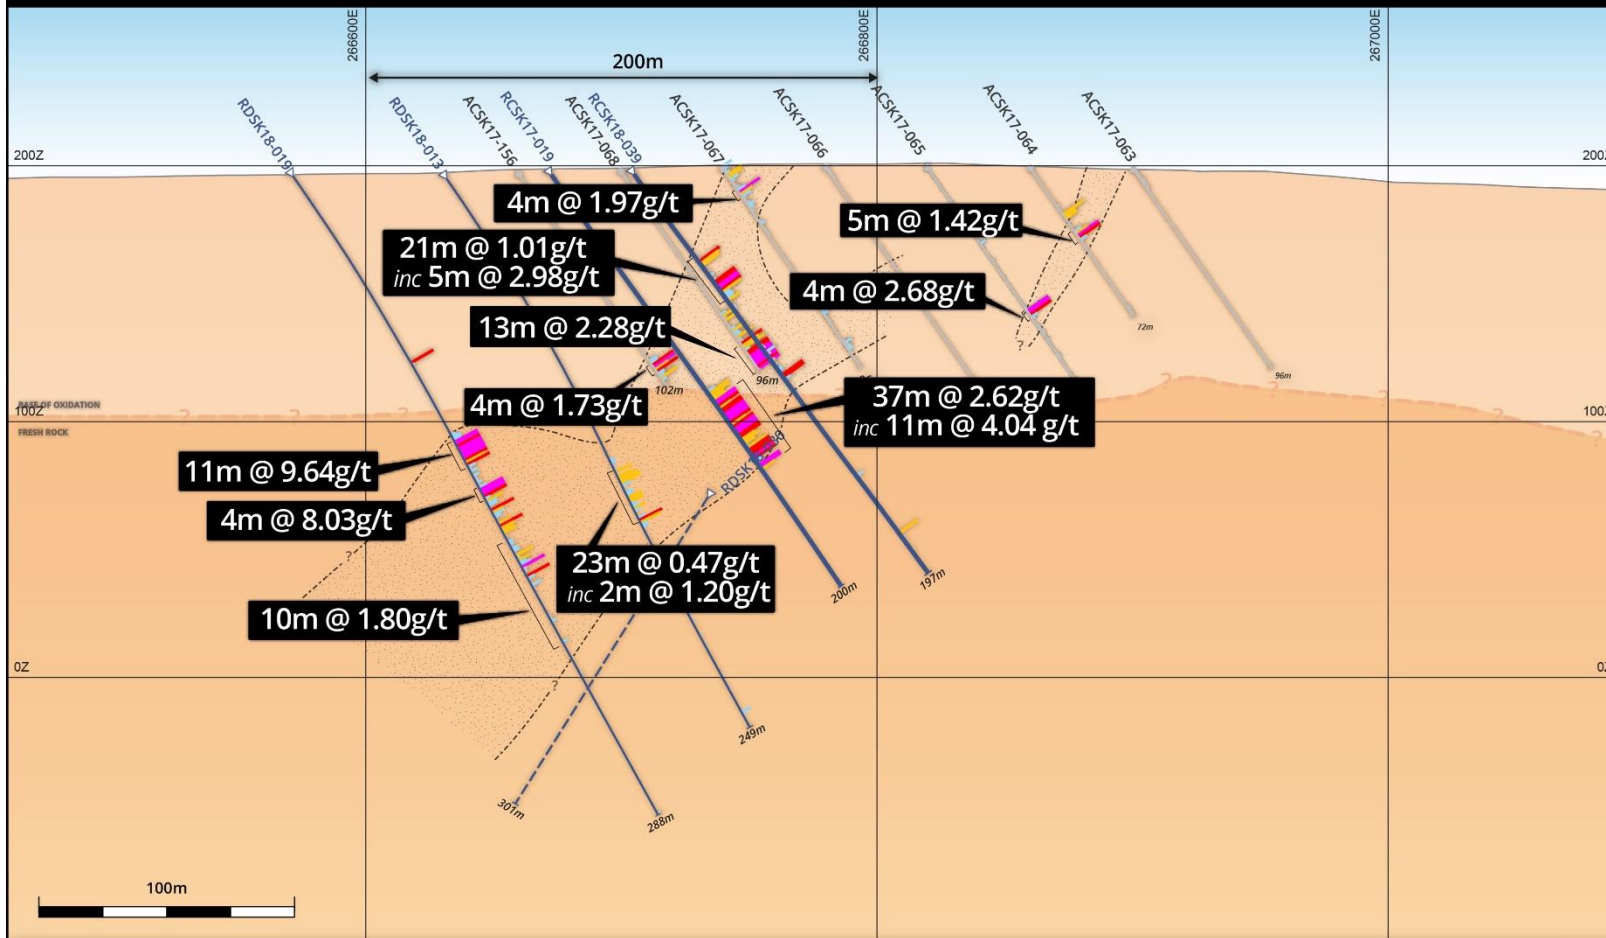 266600E
266800E
267000E
200m
RDSK18-019
RDSK18-013
ACSK17-156
RCSK17-019
ACSK17-068
RCSK18-039
ACSK17-067
ACSK17-066
ACSK17-065
ACSK17-064
ACSK17-063
200Z
4m @ 1.97g/t
5m @ 1.42g/t
21m @ 1.01g/t
inc 5m @ 2.98g/t
4m @ 2.68g/t
13m @ 2.28g/t
72m
?
102m
96m
96m
4m @ 1.73g/t
37m @ 2.62g/t
inc 11m @ 4.04 g/t
BASE OF OXIDATION
? ? ? ? ? ? ? ?
100Z
100Z
FRESH ROCK
11m @ 9.64g/t
4m @ 8.03g/t
?
23m @ 0.47g/t
inc 2m @ 1.20g/t
200m
197m
10m @ 1.80g/t
0Z
?
249m
301m
288m
100m